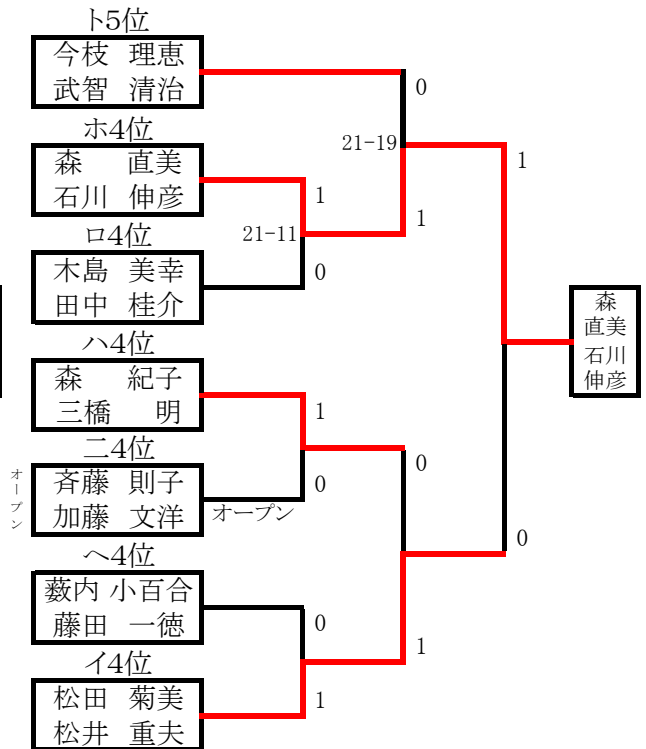 ト5位
今枝 理恵
武智 清治
0
ホ4位
21-19
森 直美
石川 伸彦
1
1
1
ロ4位
21-11
木島 美幸
田中 桂介
0
森
直美
石川
伸彦
ハ4位
森 紀子
三橋 明
1
ニ4位
0
オープン
斉藤 則子
加藤 文洋
0
オープン
0
ヘ4位
薮内 小百合
藤田 一徳
0
1
イ4位
松田 菊美
松井 重夫
1